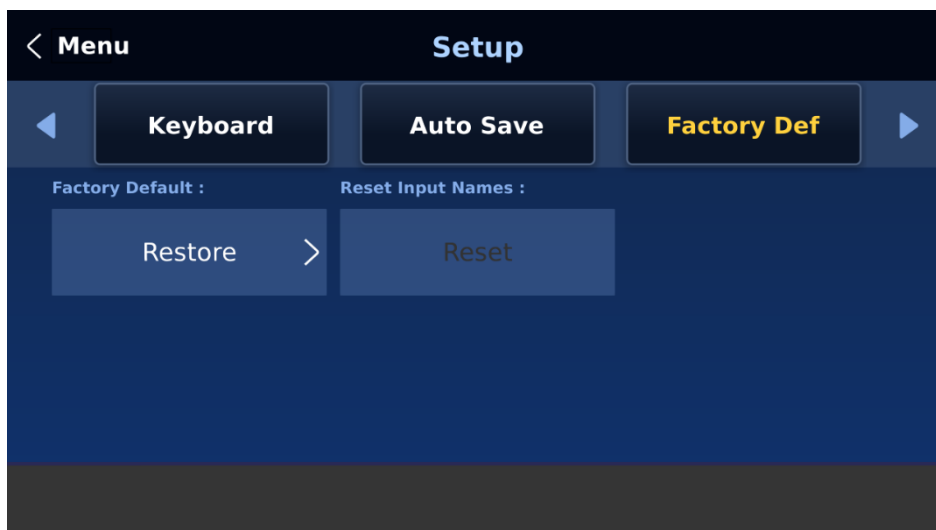 Menu
Setup
Keyboard
Auto Save
Factory Def
Factory Default :
Reset Input Names :
Restore
Reset